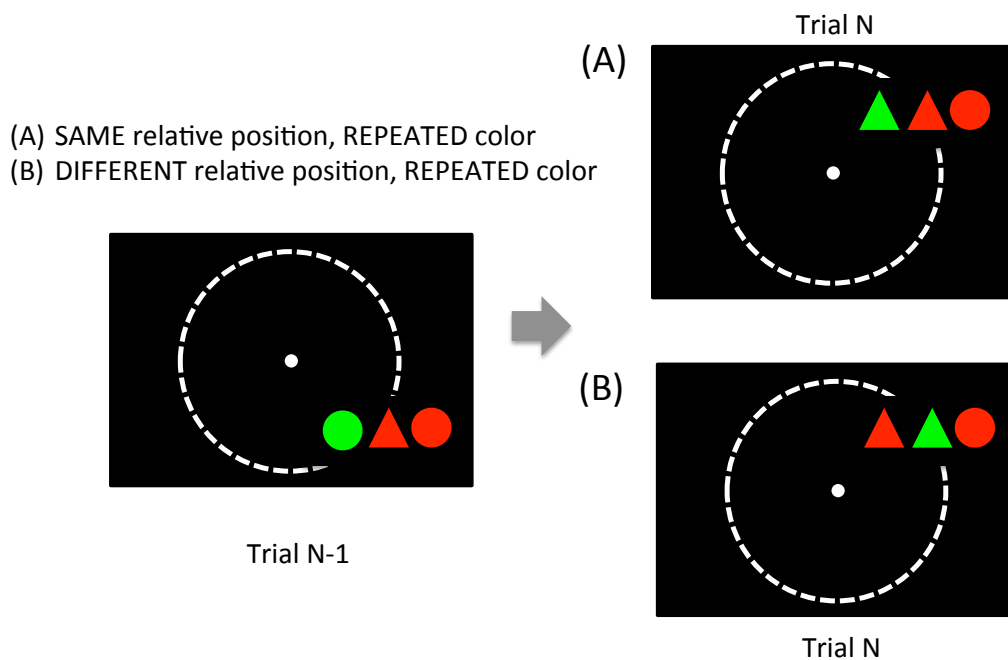 Trial N
(A)
(A) SAME relative position, REPEATED color
(B) DIFFERENT relative position, REPEATED color
(B)
Trial N-1
Trial N